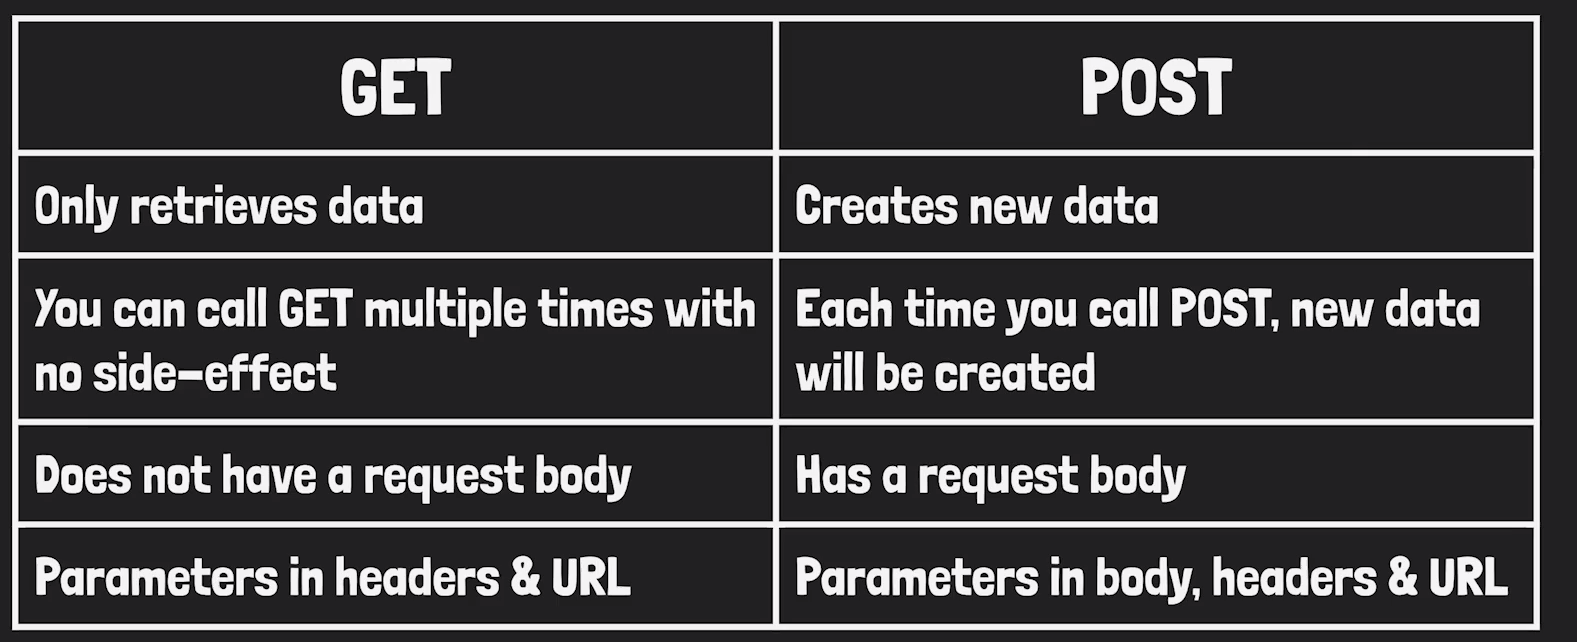 GET
POST
Only retrieves data
Creates new data
You can call GET multiple times with
no side-effect
Each time you call POST, new data
will be created
Does not have a request body
Has a request body
Parameters in headers & URL
Parameters in body, headers & URL